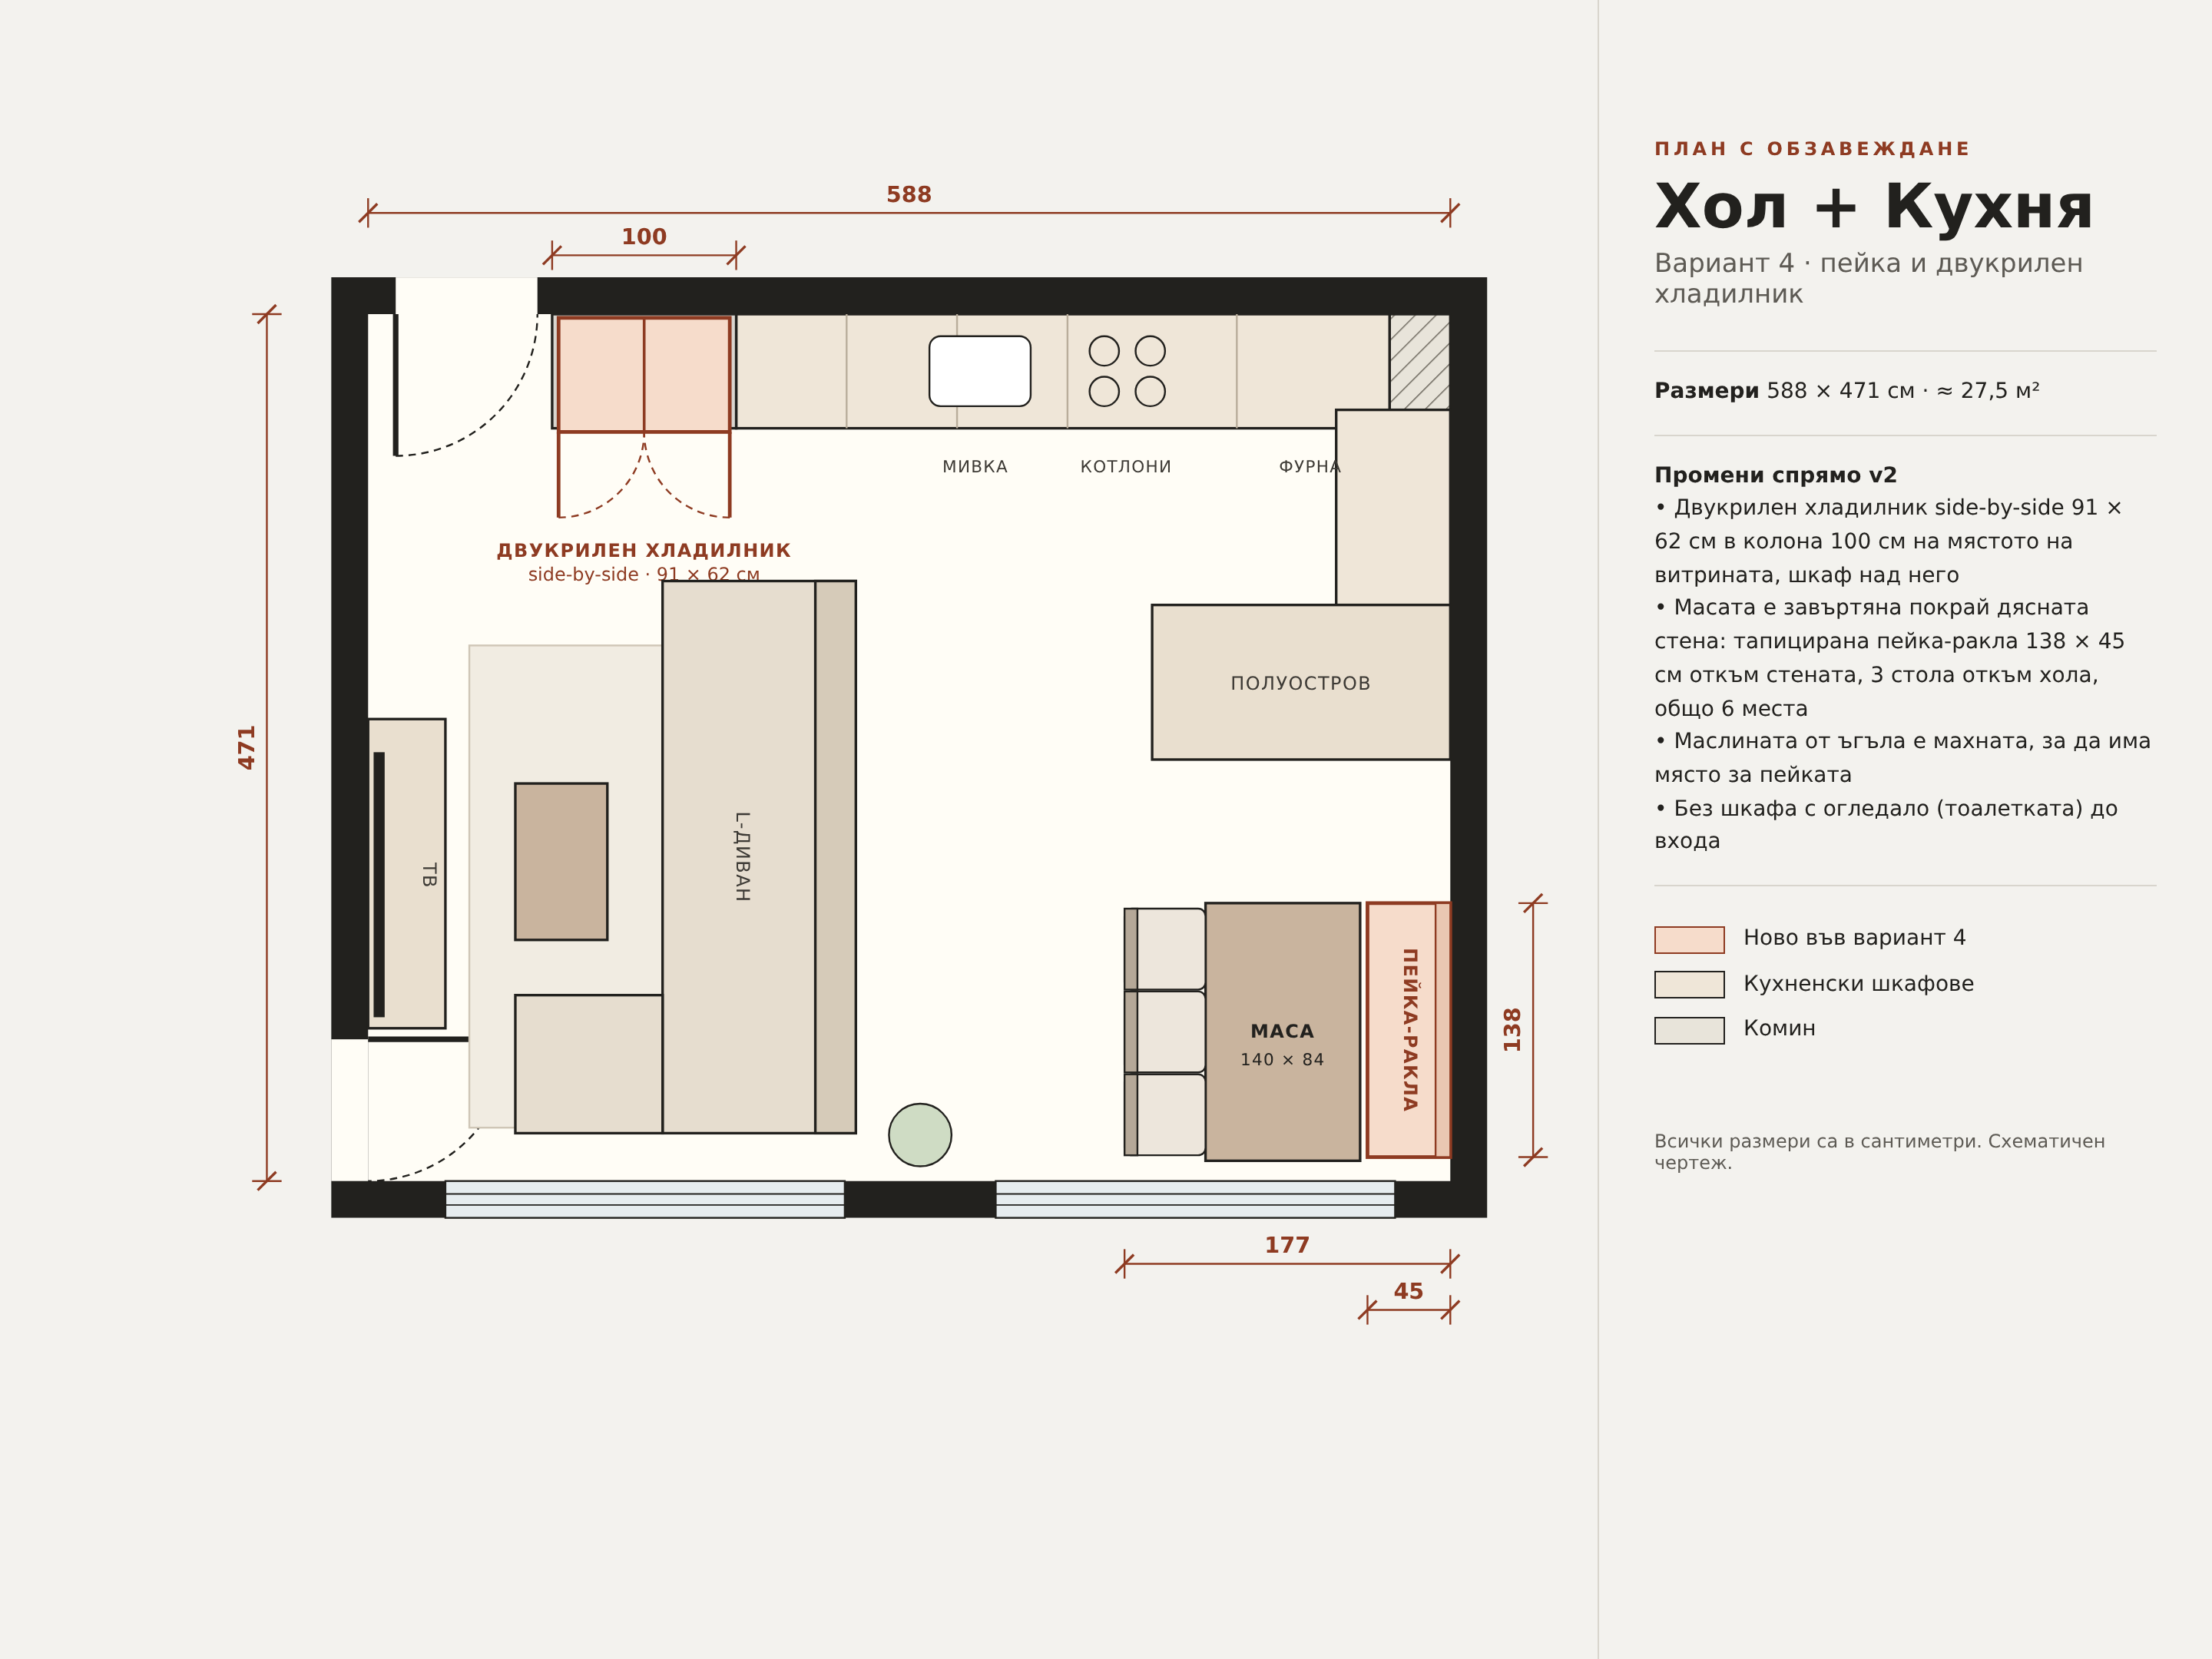 588
100
471
МИВКА
КОТЛОНИ
ФУРНА
ДВУКРИЛЕН ХЛАДИЛНИК
side-by-side · 91 × 62 см
ПОЛУОСТРОВ
L-ДИВАН
ТВ
МАСА
140 × 84
ПЕЙКА-РАКЛА
138
177
45
ПЛАН С ОБЗАВЕЖДАНЕ
Хол + Кухня
Вариант 4 · пейка и двукрилен
хладилник
Размери 588 × 471 см · ≈ 27,5 м²
Промени спрямо v2
• Двукрилен хладилник side-by-side 91 ×
62 см в колона 100 см на мястото на
витрината, шкаф над него
• Масата е завъртяна покрай дясната
стена: тапицирана пейка-ракла 138 × 45
см откъм стената, 3 стола откъм хола,
общо 6 места
• Маслината от ъгъла е махната, за да има
място за пейката
• Без шкафа с огледало (тоалетката) до
входа
Ново във вариант 4
Кухненски шкафове
Комин
Всички размери са в сантиметри. Схематичен
чертеж.